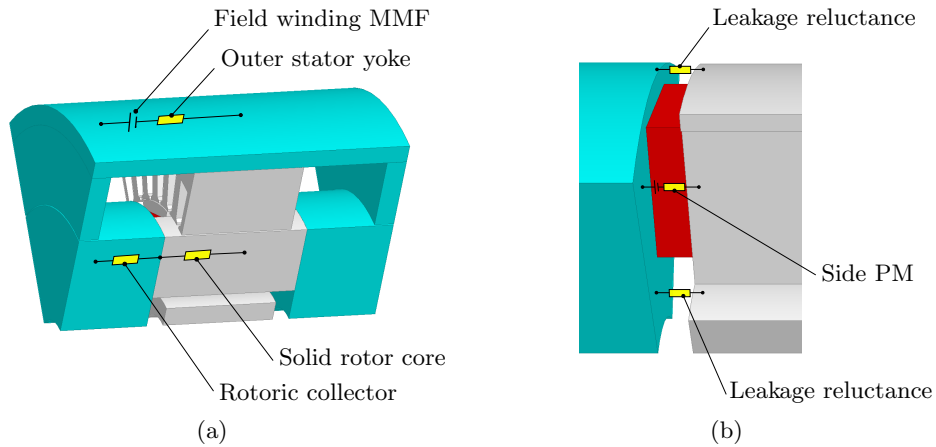 Field winding MMF
Outer stator yoke
Solid rotor core
Rotoric collector
(a)
Leakage reluctance
Side PM
Leakage reluctance
(b)